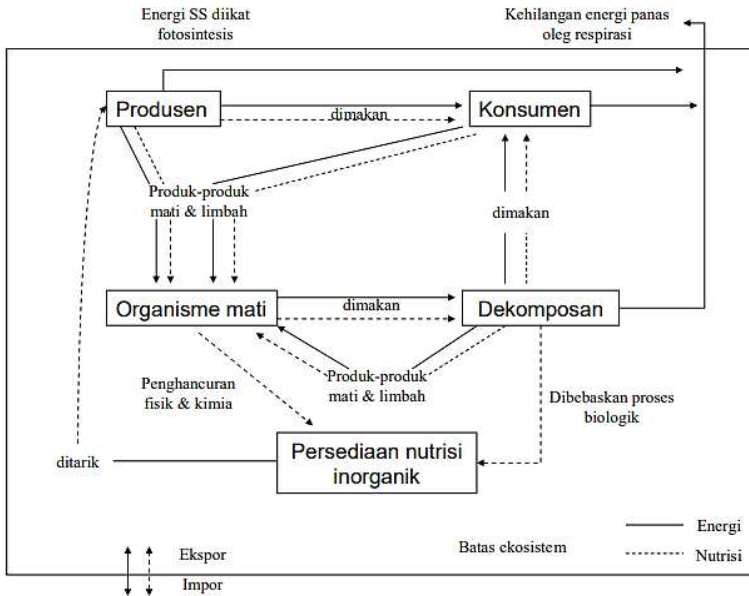 Energi SS diikat
fotosintesis
Kehilangan energi panas
oleg respirasi
Produsen
dimakan
Konsumen
Produk-produk
mati & limbah
dimakan
Organisme mati
dimakan
Dekomposan
Produk-produk
mati & limbah
Penghancuran
fisik & kimia
Dibebaskan proses
biologik
ditarik
Persediaan nutrisi
inorganik
Energi
Nutrisi
Batas ekosistem
Ekspor
Impor